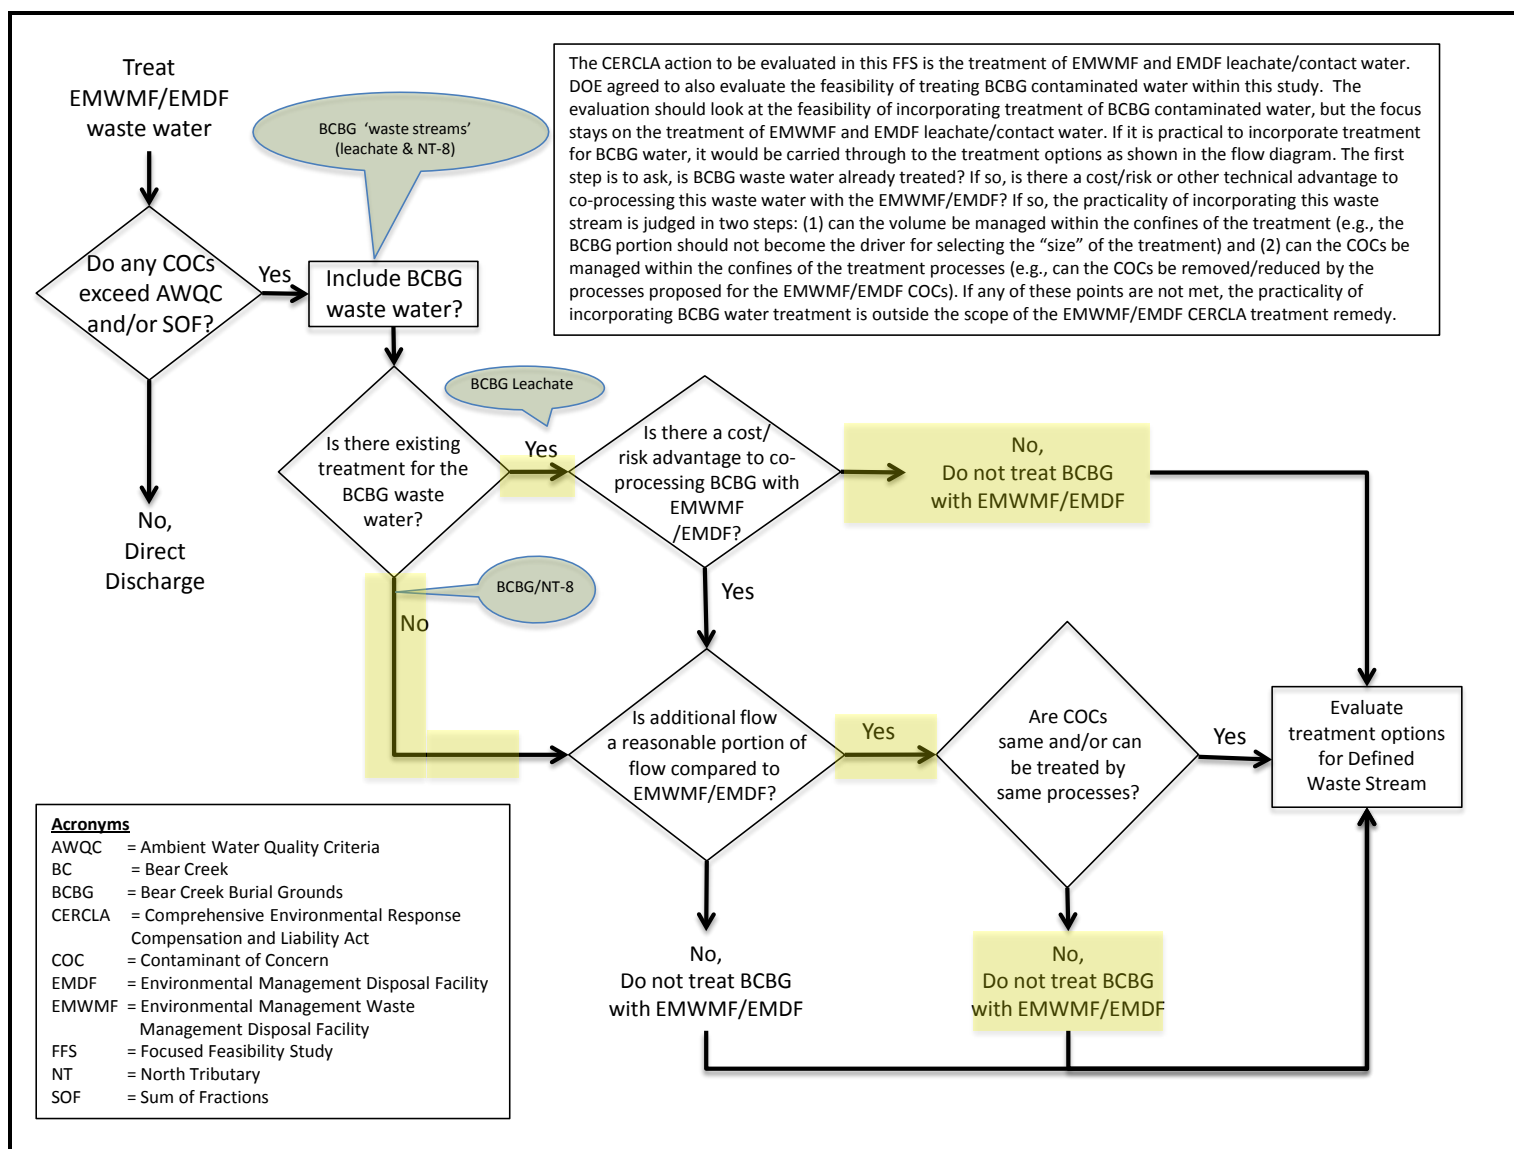 Treat
EMWMF/EMDF
waste water
The CERCLA action to be evaluated in this FFS is the treatment of EMWMF and EMDF leachate/contact water.
DOE agreed to also evaluate the feasibility of treating BCBG contaminated water within this study. The
evaluation should look at the feasibility of incorporating treatment of BCBG contaminated water, but the focus
stays on the treatment of EMWMF and EMDF leachate/contact water. If it is practical to incorporate treatment
for BCBG water, it would be carried through to the treatment options as shown in the flow diagram. The first
step is to ask, is BCBG waste water already treated? If so, is there a cost/risk or other technical advantage to
co-processing this waste water with the EMWMF/EMDF? If so, the practicality of incorporating this waste
stream is judged in two steps: (1) can the volume be managed within the confines of the treatment (e.g., the
BCBG portion should not become the driver for selecting the “size” of the treatment) and (2) can the COCs be
managed within the confines of the treatment processes (e.g., can the COCs be removed/reduced by the
processes proposed for the EMWMF/EMDF COCs). If any of these points are not met, the practicality of
incorporating BCBG water treatment is outside the scope of the EMWMF/EMDF CERCLA treatment remedy.
BCBG ‘waste streams’
(leachate & NT-8)
Do any COCs
exceed AWQC
and/or SOF?
Yes
Include BCBG
waste water?
No,
Direct
Discharge
BCBG Leachate
Is there existing
treatment for the
BCBG waste
water?
Yes
Is there a cost/
risk advantage to co-
processing BCBG with
EMWMF
/EMDF?
No,
Do not treat BCBG
with EMWMF/EMDF
BCBG/NT-8
No
Yes
Is additional flow
a reasonable portion of
flow compared to
EMWMF/EMDF?
Yes
Are COCs
same and/or can
be treated by
same processes?
Yes
Evaluate
treatment options
for Defined
Waste Stream
No,
Do not treat BCBG
with EMWMF/EMDF
No,
Do not treat BCBG
with EMWMF/EMDF
Acronyms
AWQC = Ambient Water Quality Criteria
BC = Bear Creek
BCBG = Bear Creek Burial Grounds
CERCLA = Comprehensive Environmental Response
Compensation and Liability Act
COC = Contaminant of Concern
EMDF = Environmental Management Disposal Facility
EMWMF = Environmental Management Waste
Management Disposal Facility
FFS = Focused Feasibility Study
NT = North Tributary
SOF = Sum of Fractions